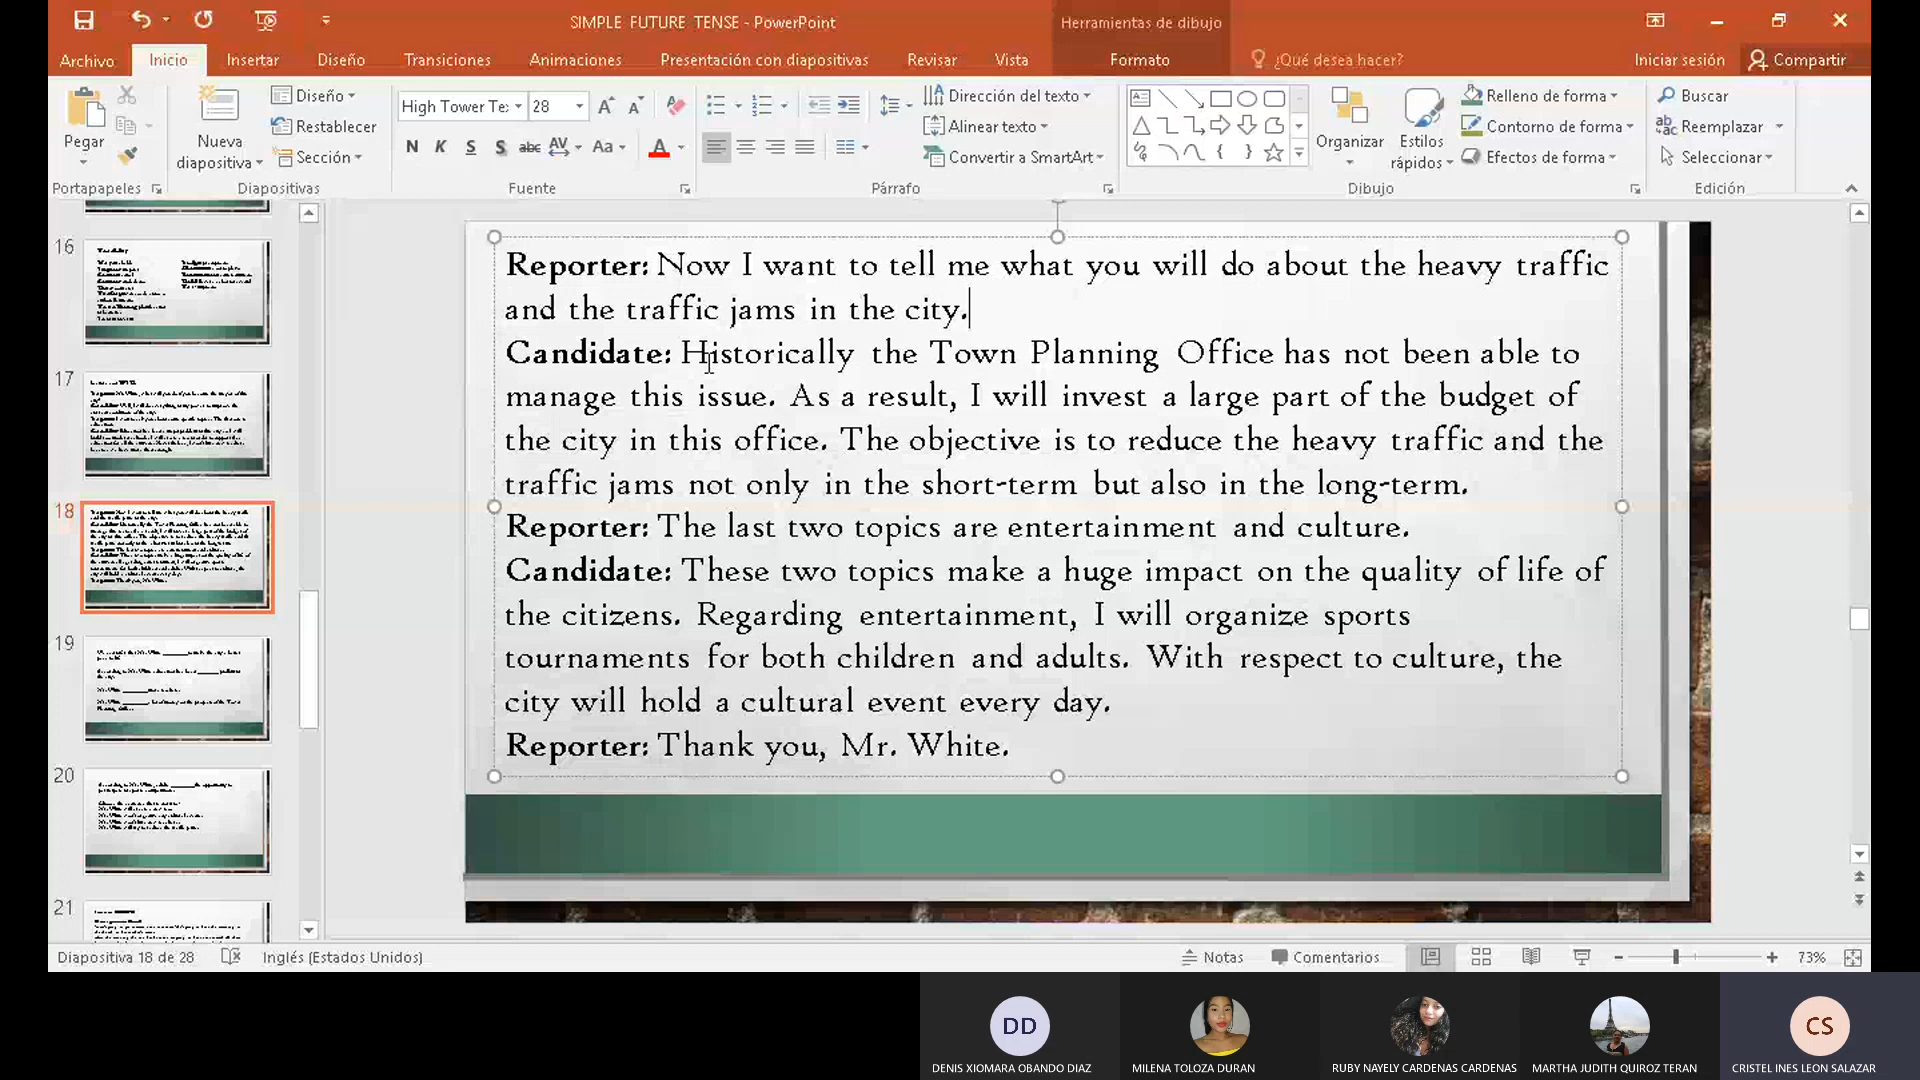 SIMPLE FUTURE TENSE - PowerPoint
Herramientas de dibujo
Archivo
Inicio
Insertar
Diseño
Transiciones
Animaciones
Presentación con diapositivas
Revisar
Vista
Formato
¿Qué desea hacer?
Iniciar sesión
Compartir
Pegar
Nueva
diapositiva
Diseño
Restablecer
Sección
High Tower Te
28
N K S S abc AV Aa A
Dirección del texto
Alinear texto
Convertir a SmartArt
Organizar
Estilos
rápidos
Relleno de forma
Contorno de forma
Efectos de forma
Buscar
Reemplazar
Seleccionar
Portapapeles
Diapositivas
Fuente
Párrafo
Dibujo
Edición
16
17
18
19
20
21
Reporter: Now I want to tell me what you will do about the heavy traffic
and the traffic jams in the city.
Candidate: Historically the Town Planning Office has not been able to
manage this issue. As a result, I will invest a large part of the budget of
the city in this office. The objective is to reduce the heavy traffic and the
traffic jams not only in the short-term but also in the long-term.
Reporter: The last two topics are entertainment and culture.
Candidate: These two topics make a huge impact on the quality of life of
the citizens. Regarding entertainment, I will organize sports
tournaments for both children and adults. With respect to culture, the
city will hold a cultural event every day.
Reporter: Thank you, Mr. White.
Diapositiva 18 de 28
Inglés (Estados Unidos)
Notas
Comentarios
73%
DD
CS
DENIS XIOMARA OBANDO DIAZ
MILENA TOLOZA DURAN
RUBY NAYELY CARDENAS CARDENAS
MARTHA JUDITH QUIROZ TERAN
CRISTEL INES LEON SALAZAR